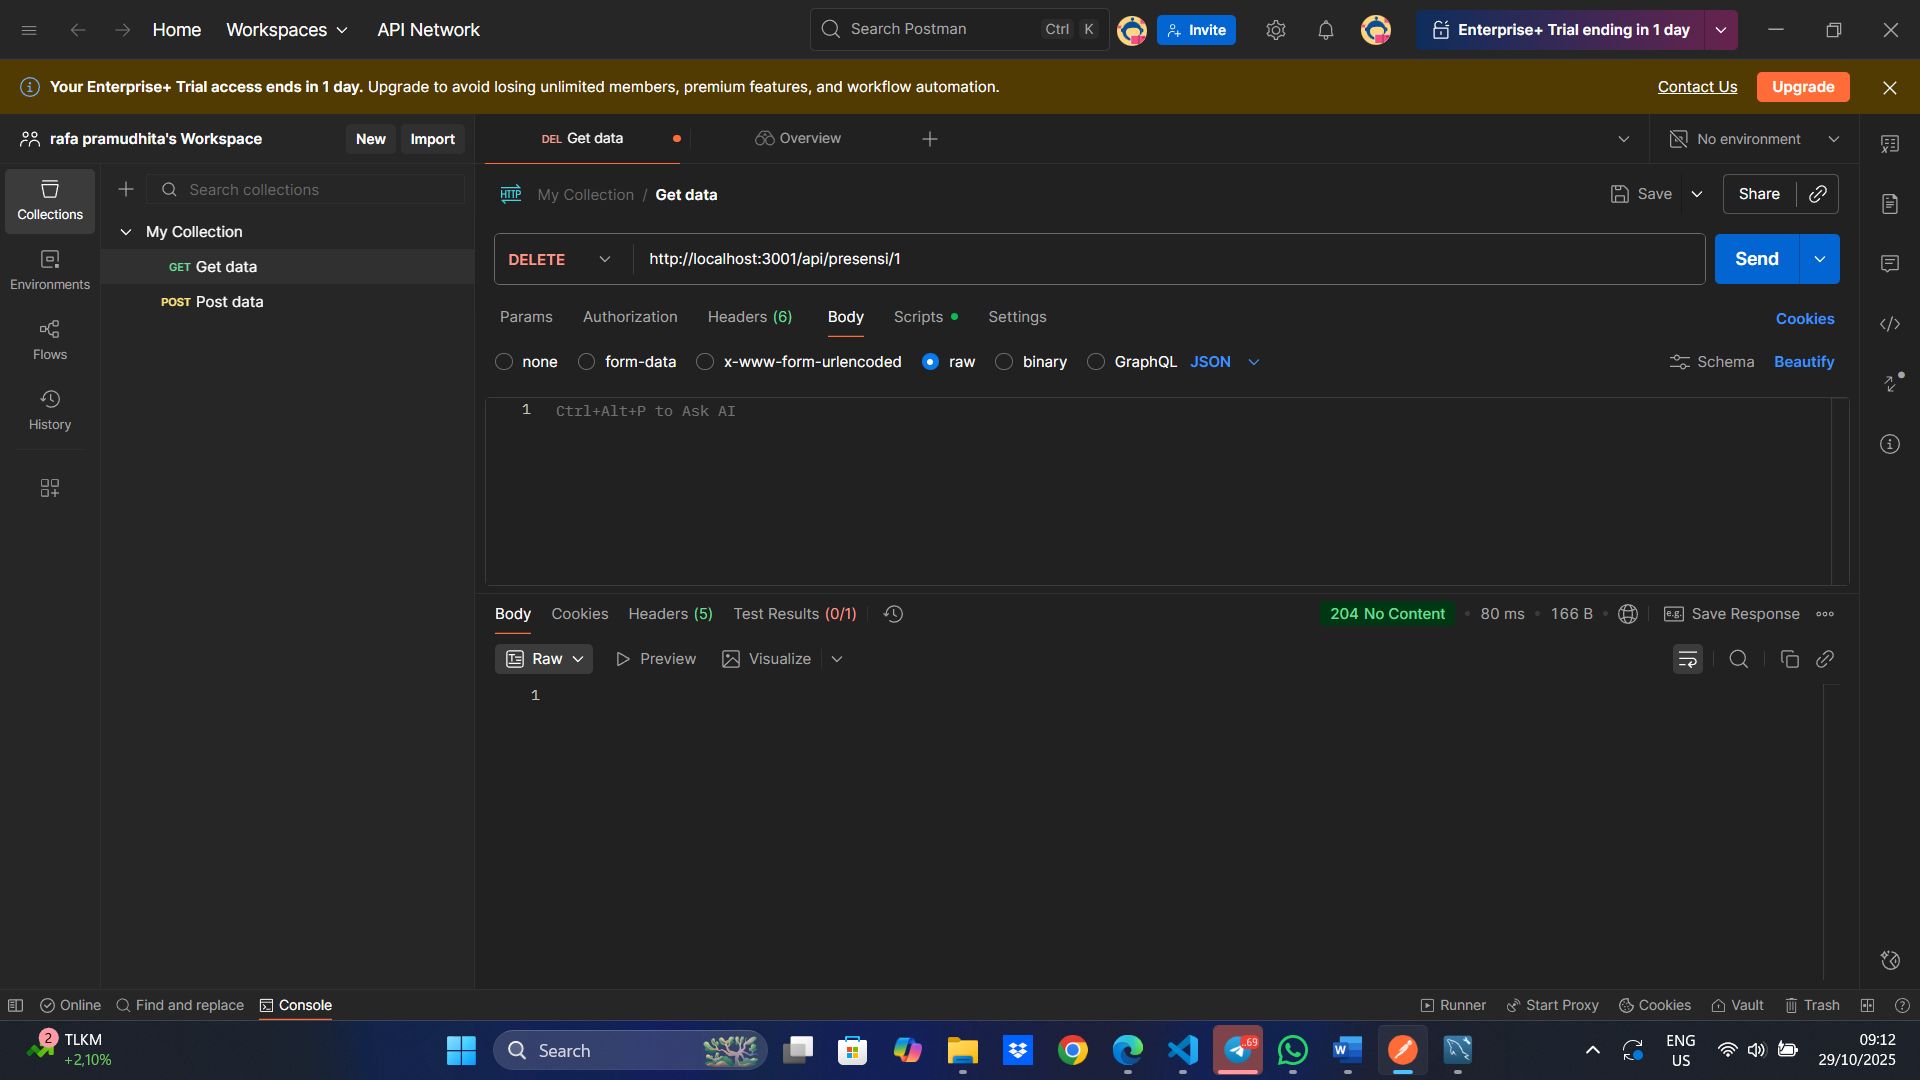 Home
Workspaces
API Network
Search Postman
Ctrl K
Invite
Enterprise+ Trial ending in 1 day
Your Enterprise+ Trial access ends in 1 day. Upgrade to avoid losing unlimited members, premium features, and workflow automation.
Contact Us
Upgrade
rafa pramudhita's Workspace
New
Import
DEL Get data
Overview
No environment
Collections
Environments
Flows
History
Search collections
My Collection
GET Get data
POST Post data
HTTP
My Collection / Get data
Save
Share
DELETE
http://localhost:3001/api/presensi/1
Send
Params
Authorization
Headers (6)
Body
Scripts
Settings
Cookies
none
form-data
x-www-form-urlencoded
raw
binary
GraphQL
JSON
Schema
Beautify
1
Ctrl+Alt+P to Ask AI
Body
Cookies
Headers (5)
Test Results (0/1)
204 No Content
80 ms
166 B
e.g. Save Response
Raw
Preview
Visualize
1
Online
Find and replace
Console
Runner
Start Proxy
Cookies
Vault
Trash
2
TLKM
+2,10%
Search
.69
ENG
US
09:12
29/10/2025